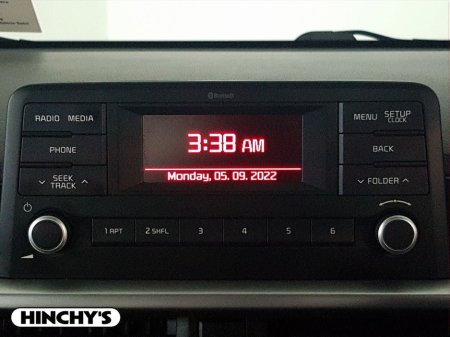 Bluetooth
RADIO MEDIA
MENU SETUP
CLOCK
3:38 AM
PHONE
BACK
Monday, 05. 09. 2022
SEEK
TRACK
FOLDER
1 RPT
2 SHFL
3
4
5
6
HINCHY'S